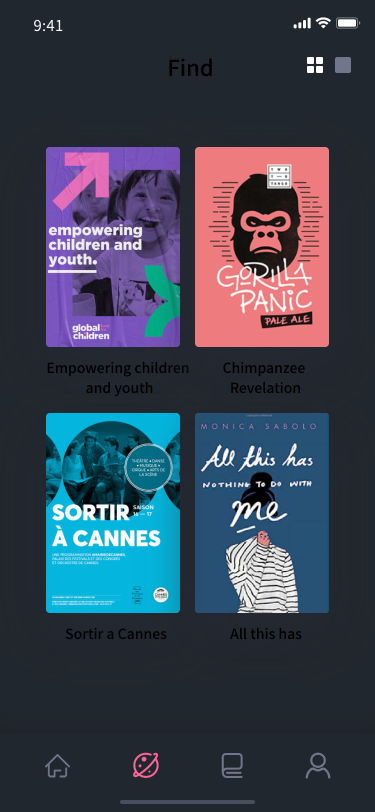 9:41
Find
empowering
children and
youth.
global
children
TWO
TANGO
GORILLA
PANIC
PALE ALE
Empowering children
and youth
Chimpanzee
Revelation
THÉÂTRE • DANSE
• MUSIQUE •
CIRQUE • ARTS DE
LA SCÈNE
SORTIR SAISON
16 — 17
À CANNES
MONICA SABOLO
All this has
NOTHING TO DO WITH
me
Sortir a Cannes
All this has